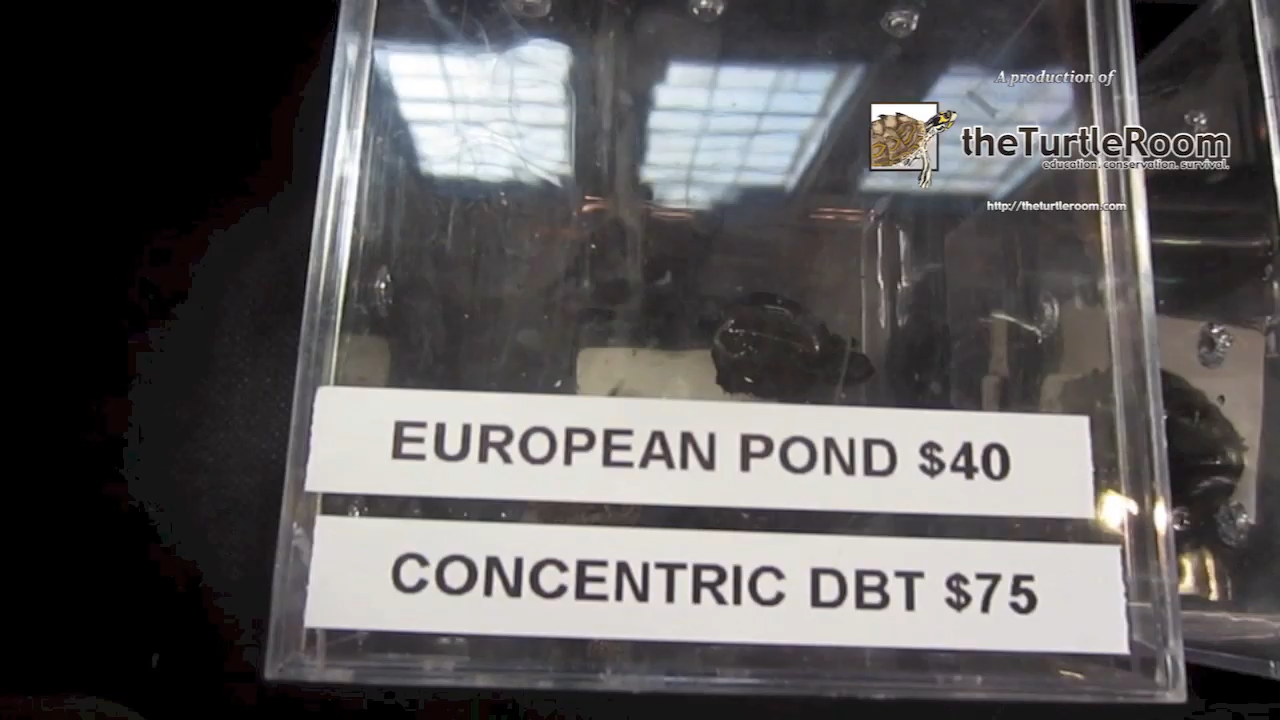 A production of
theTurtleRoom
education. conservation. survival.
http://theturtleroom.com
EUROPEAN POND $40
CONCENTRIC DBT $75